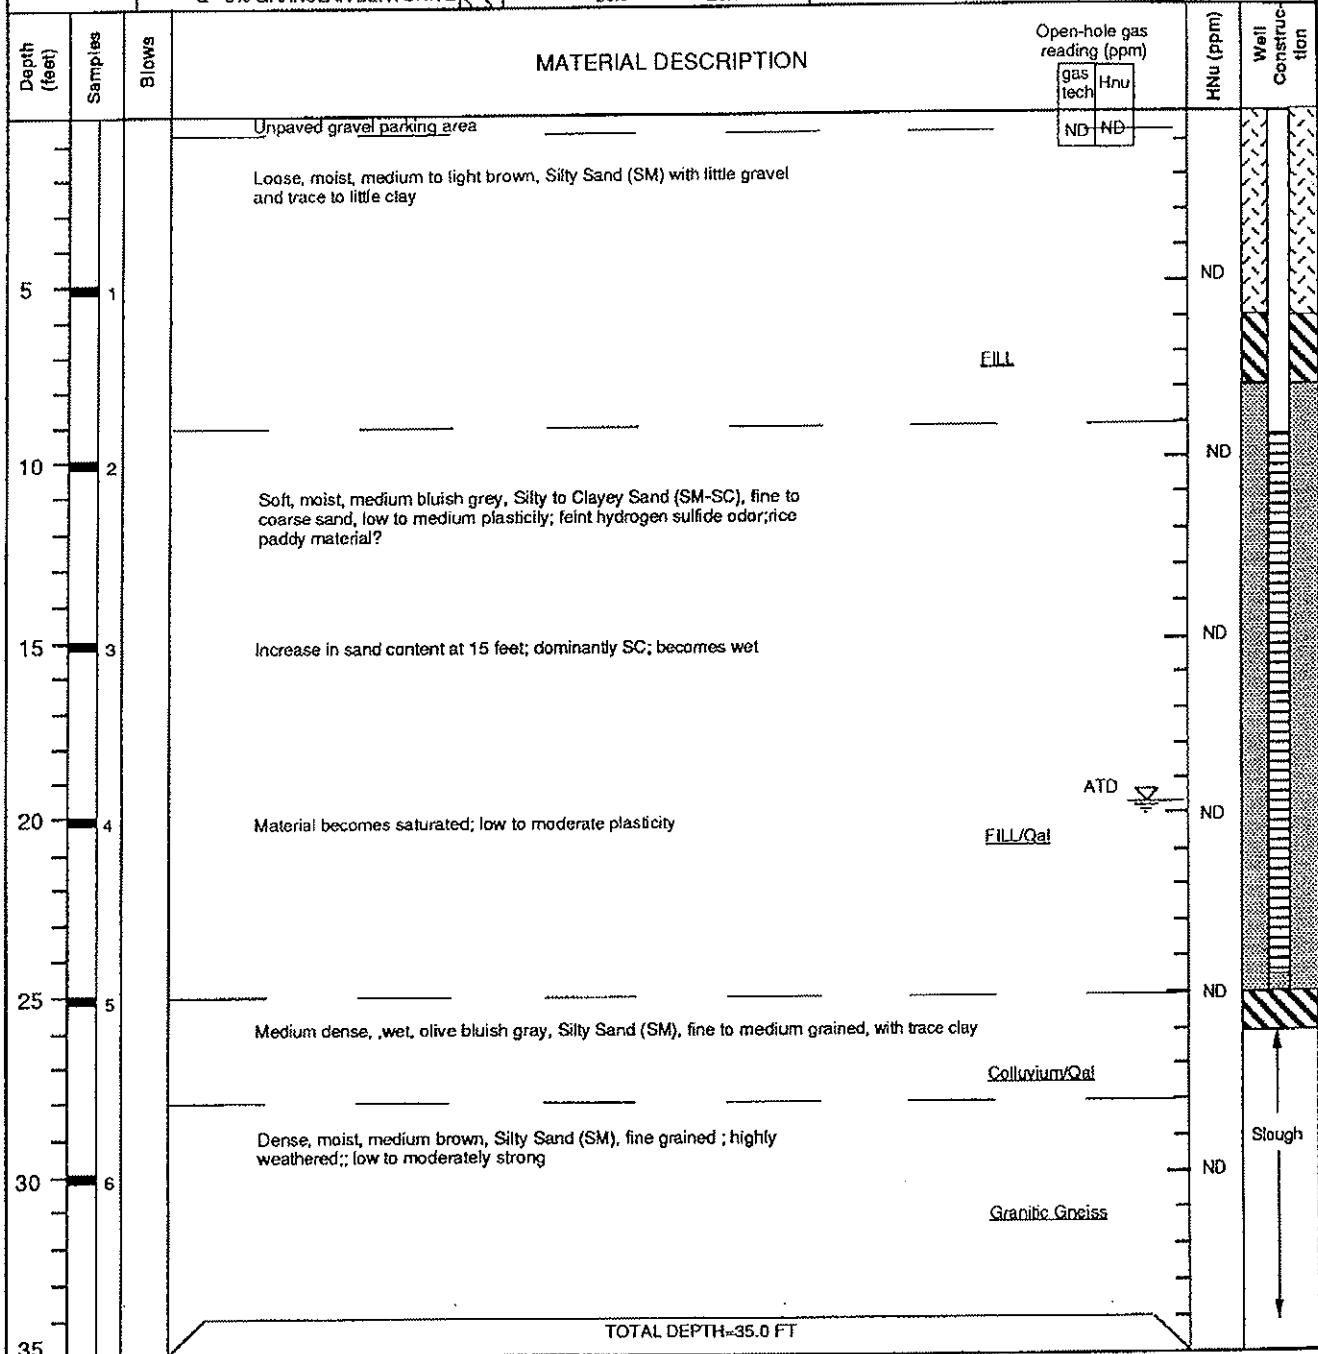 Depth
(feet)
Samples
Blows
MATERIAL DESCRIPTION
Open-hole gas
reading (ppm)
gas
tech
Hnu
HNu (ppm)
Well
Construc-
tion
Unpaved gravel parking area
ND
ND
Loose, moist, medium to light brown, Silty Sand (SM) with little gravel
and trace to little clay
ND
5
1
FILL
ND
10
2
Soft, moist, medium bluish grey, Silty to Clayey Sand (SM-SC), fine to
coarse sand, low to medium plasticity; feint hydrogen sulfide odor;rice
paddy material?
ND
15
3
Increase in sand content at 15 feet; dominantly SC; becomes wet
ATD
ND
20
4
Material becomes saturated; low to moderate plasticity
FILL/Qal
ND
25
5
Medium dense, ,wet, olive bluish gray, Silty Sand (SM), fine to medium grained, with trace clay
Colluvium/Qal
Dense, moist, medium brown, Silty Sand (SM), fine grained ; highly
weathered;; low to moderately strong
Slough
ND
30
6
Granitic Gneiss
TOTAL DEPTH=35.0 FT
35